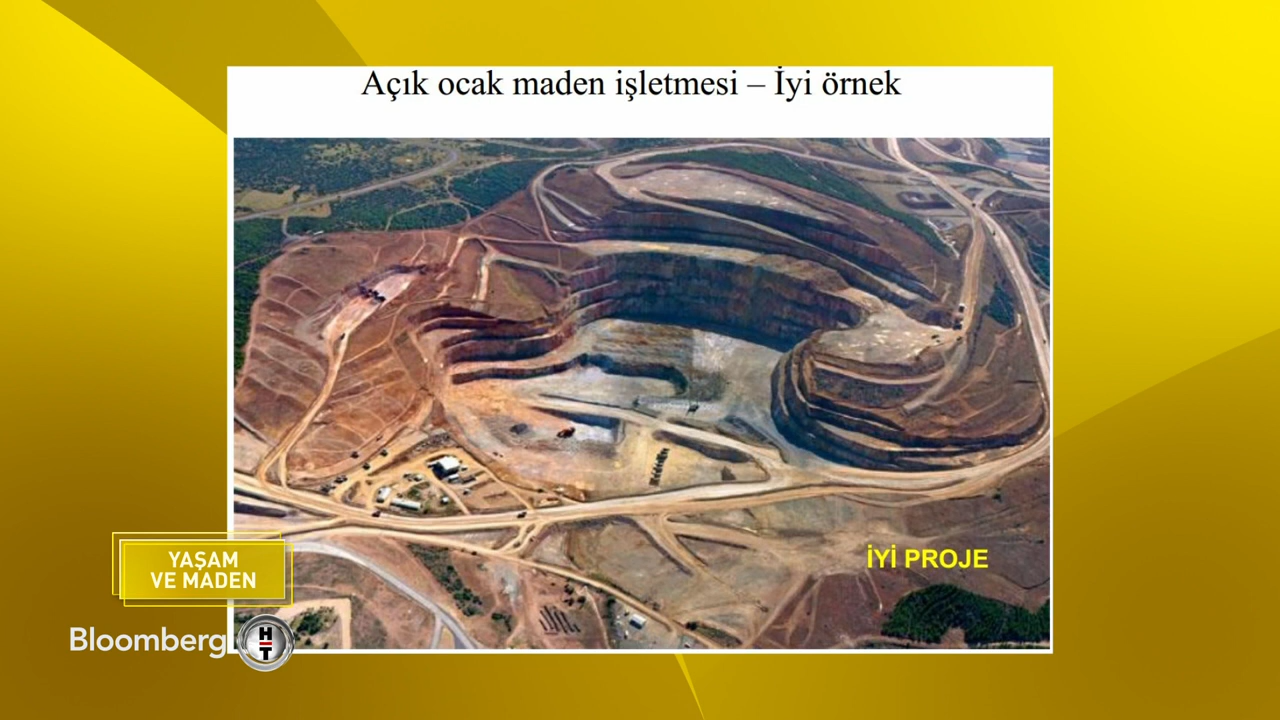 Açık ocak maden işletmesi – İyi örnek
İYİ PROJE
YAŞAM
VE MADEN
Bloomberg HT